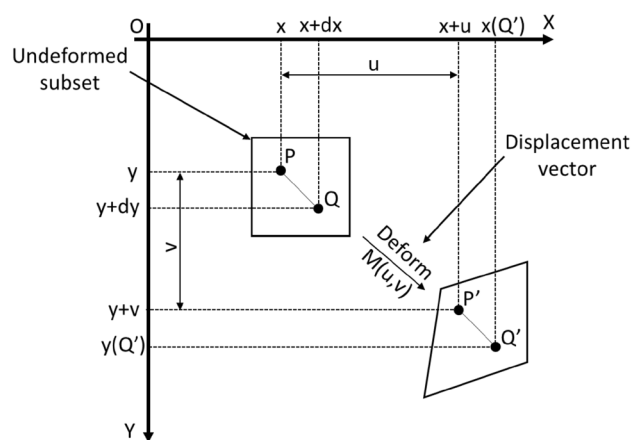 O
x
x+dx
x+u
x(Q’)
X
Undeformed
subset
u
P
Displacement
vector
y
Q
y+dy
v
Deform
M(u,v)
y+v
P’
y(Q’)
Q’
Y